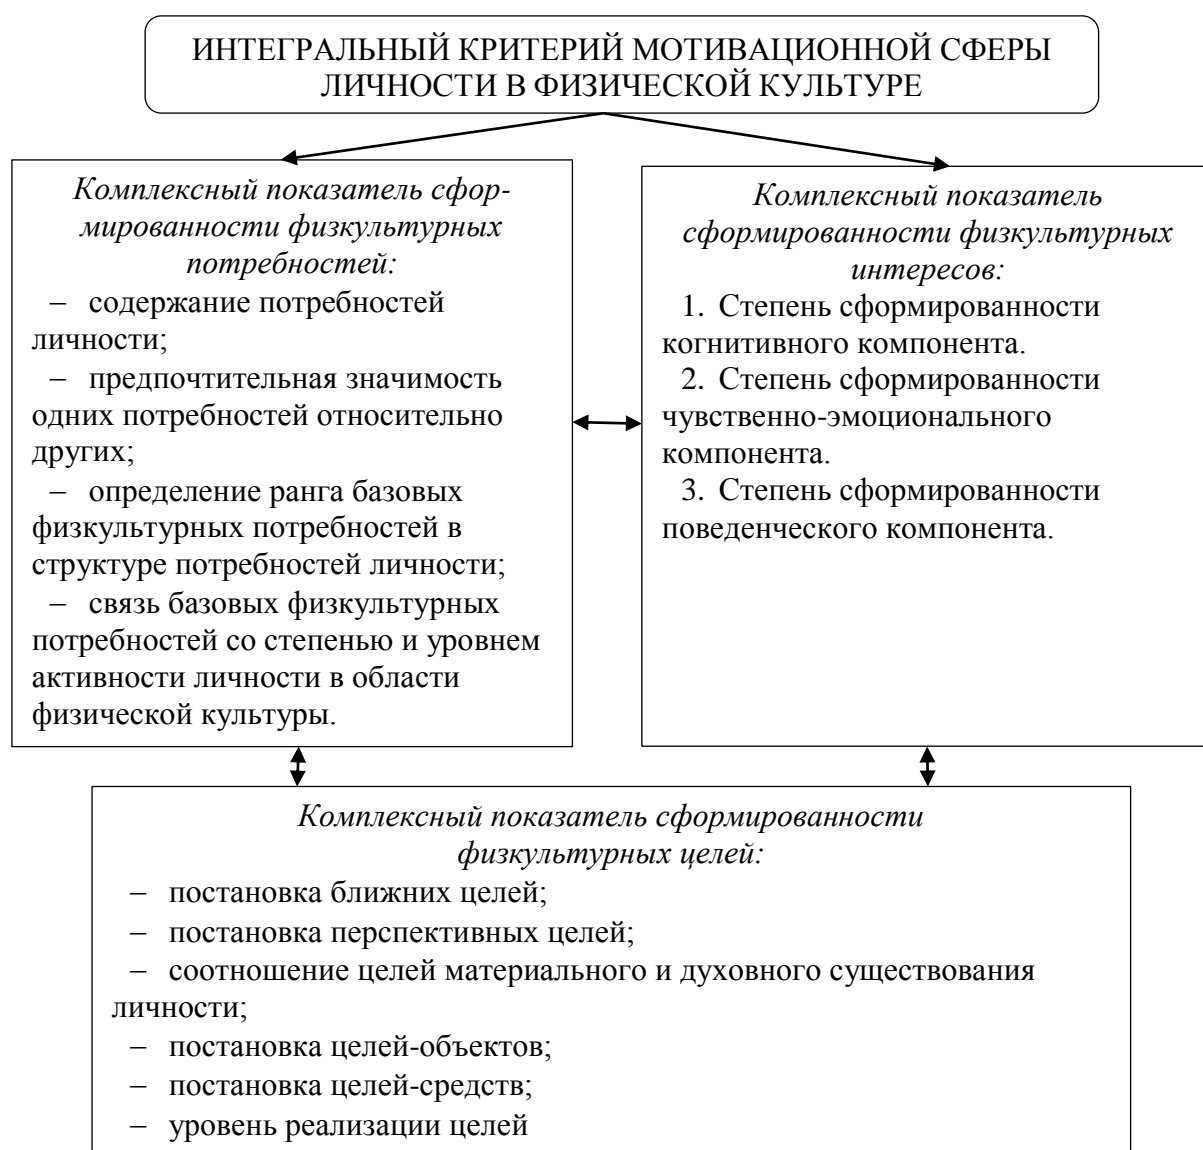 ИНТЕГРАЛЬНЫЙ КРИТЕРИЙ МОТИВАЦИОННОЙ СФЕРЫ
ЛИЧНОСТИ В ФИЗИЧЕСКОЙ КУЛЬТУРЕ
Комплексный показатель сфор-
мированности физкультурных
потребностей:
– содержание потребностей
личности;
– предпочтительная значимость
одних потребностей относительно
других;
– определение ранга базовых
физкультурных потребностей в
структуре потребностей личности;
– связь базовых физкультурных
потребностей со степенью и уровнем
активности личности в области
физической культуры.
Комплексный показатель
сформированности физкультурных
интересов:
1. Степень сформированности
когнитивного компонента.
2. Степень сформированности
чувственно-эмоционального
компонента.
3. Степень сформированности
поведенческого компонента.
Комплексный показатель сформированности
физкультурных целей:
– постановка ближних целей;
– постановка перспективных целей;
– соотношение целей материального и духовного существования
личности;
– постановка целей-объектов;
– постановка целей-средств;
– уровень реализации целей